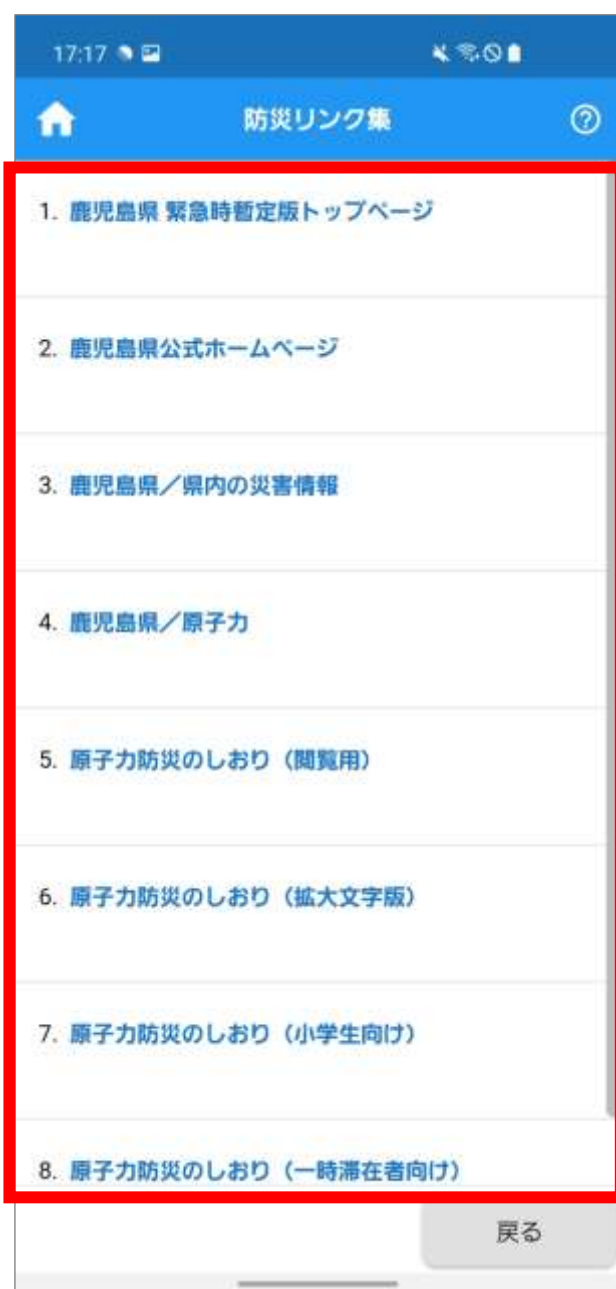 17:17
防災リンク集
1. 鹿児島県 緊急時暫定版トップページ
2. 鹿児島県公式ホームページ
3. 鹿児島県／県内の災害情報
4. 鹿児島県／原子力
5. 原子力防災のしおり（閲覧用）
6. 原子力防災のしおり（拡大文字版）
7. 原子力防災のしおり（小学生向け）
8. 原子力防災のしおり（一時滞在者向け）
戻る